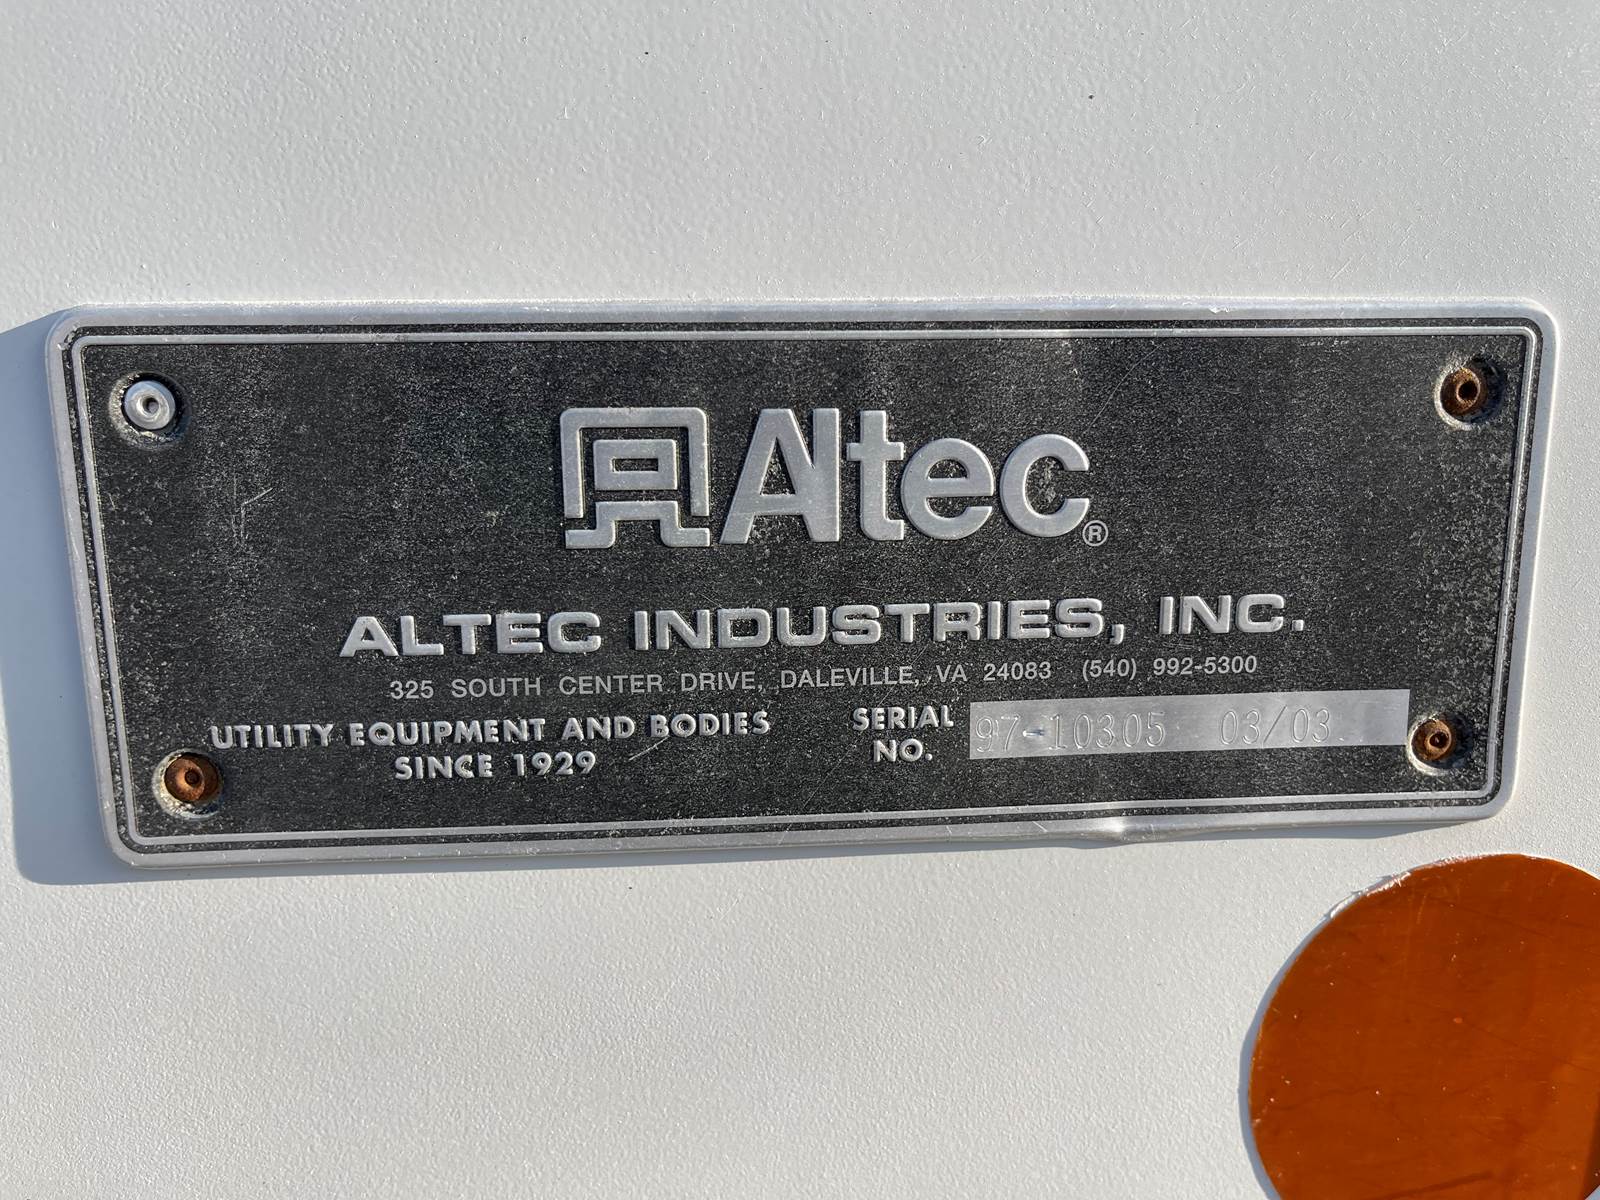 Altec®
ALTEC INDUSTRIES, INC.
325 SOUTH CENTER DRIVE, DALEVILLE, VA 24083 (540) 992-5300
UTILITY EQUIPMENT AND BODIES
SINCE 1929
SERIAL
NO.
97-10305 03/03